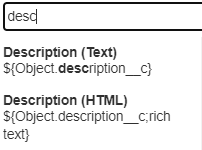 desc
Description (Text)
${Object.description__c}
Description (HTML)
${Object.description__c;rich
text}